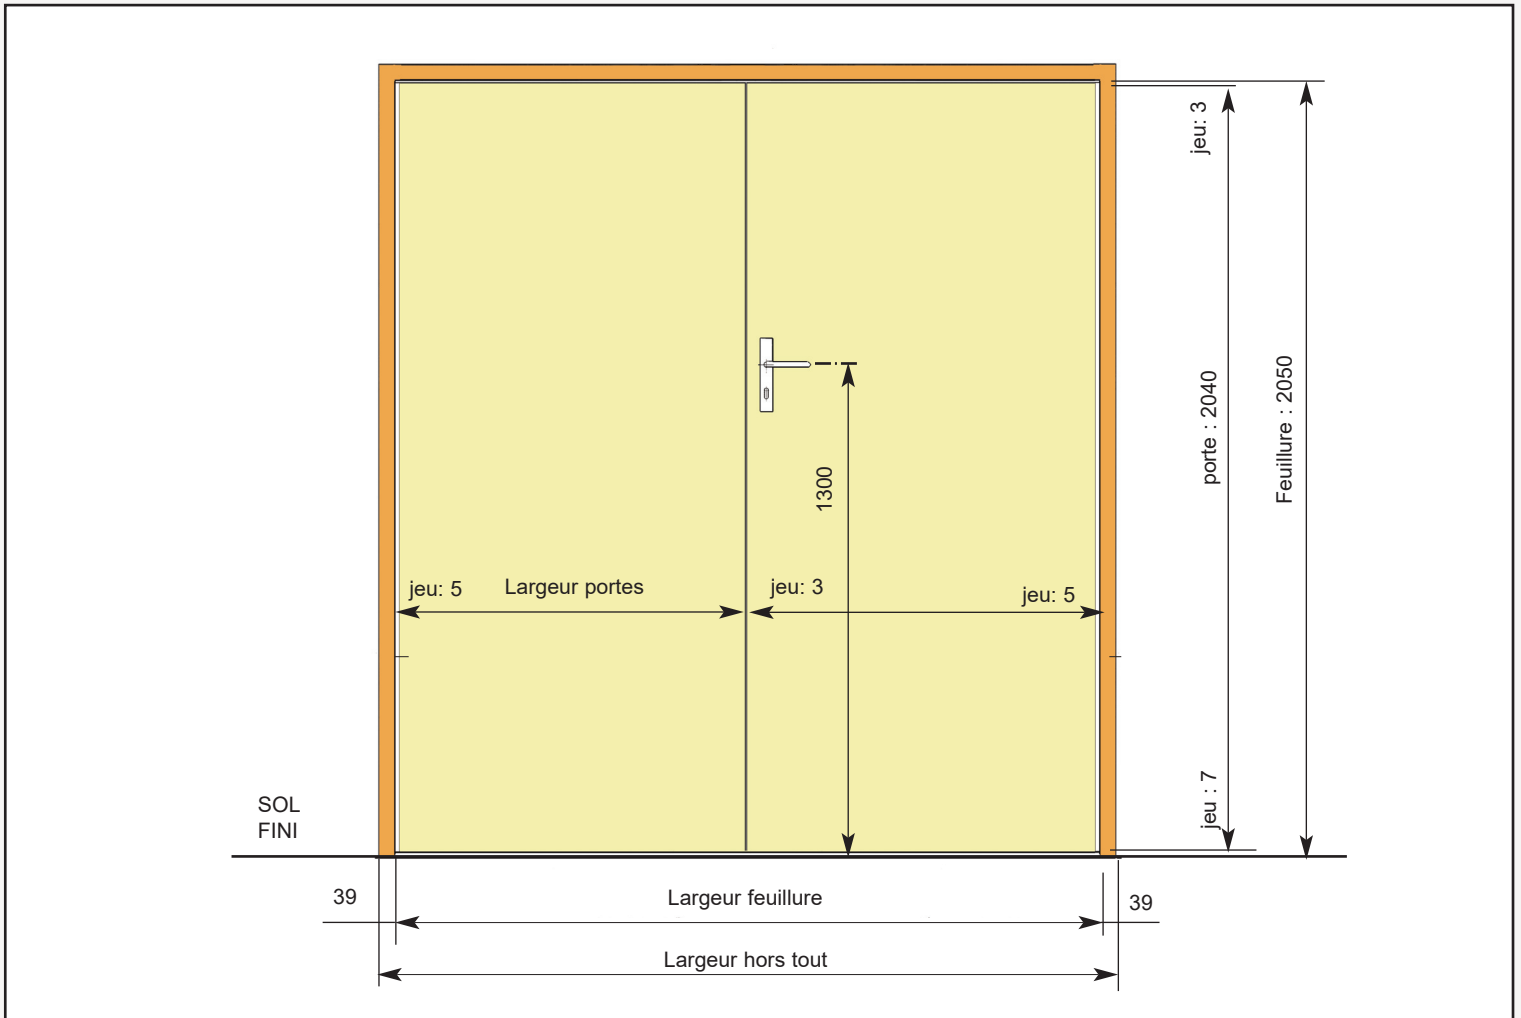 jeu: 3
porte : 2040
Feuillure : 2050
1300
jeu: 5
Largeur portes
jeu: 3
jeu: 5
jeu : 7
SOL
FINI
39
Largeur feuillure
39
Largeur hors tout